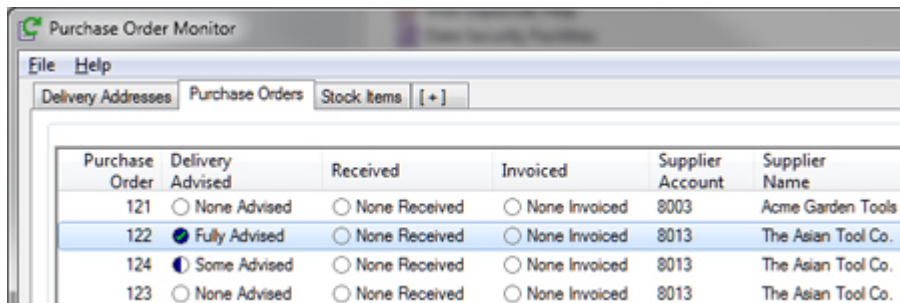 Purchase Order Monitor
File Help
Delivery Addresses Purchase Orders Stock Items [ + ]
Purchase Order Delivery Advised Received Invoiced Supplier Account Supplier Name
121 None Advised None Received None Invoiced 8003 Acme Garden Tools
122 Fully Advised None Received None Invoiced 8013 The Asian Tool Co.
124 Some Advised None Received None Invoiced 8013 The Asian Tool Co.
123 None Advised None Received None Invoiced 8013 The Asian Tool Co.